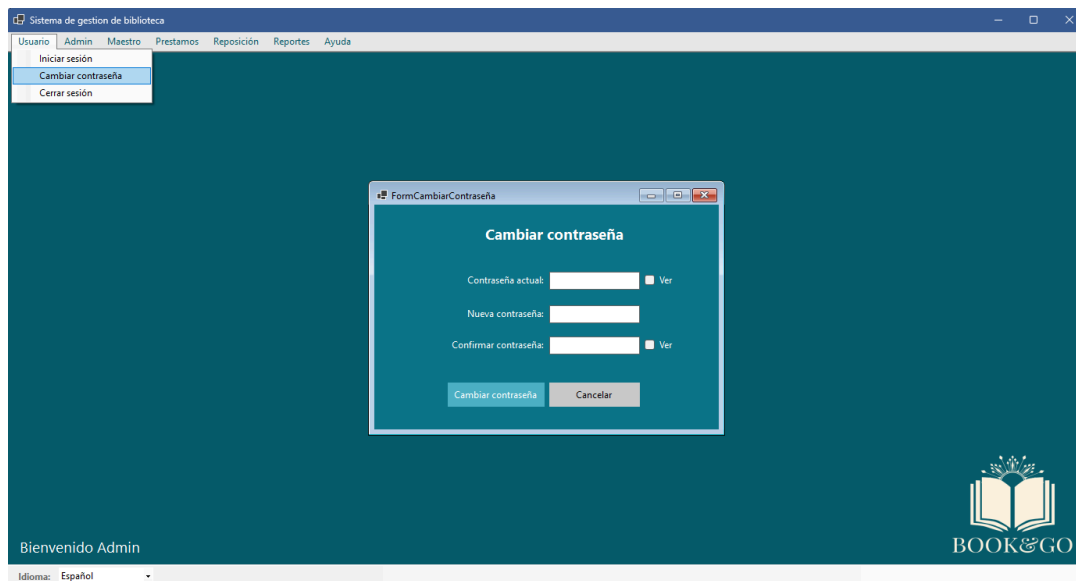 Sistema de gestion de biblioteca
Usuario Admin Maestro Prestamos Reposición Reportes Ayuda
Iniciar sesión
Cambiar contraseña
Cerrar sesión
FormCambiarContraseña
Cambiar contraseña
Contraseña actual: Ver
Nueva contraseña:
Confirmar contraseña: Ver
Cambiar contraseña Cancelar
Bienvenido Admin
BOOK&GO
Idioma: Español